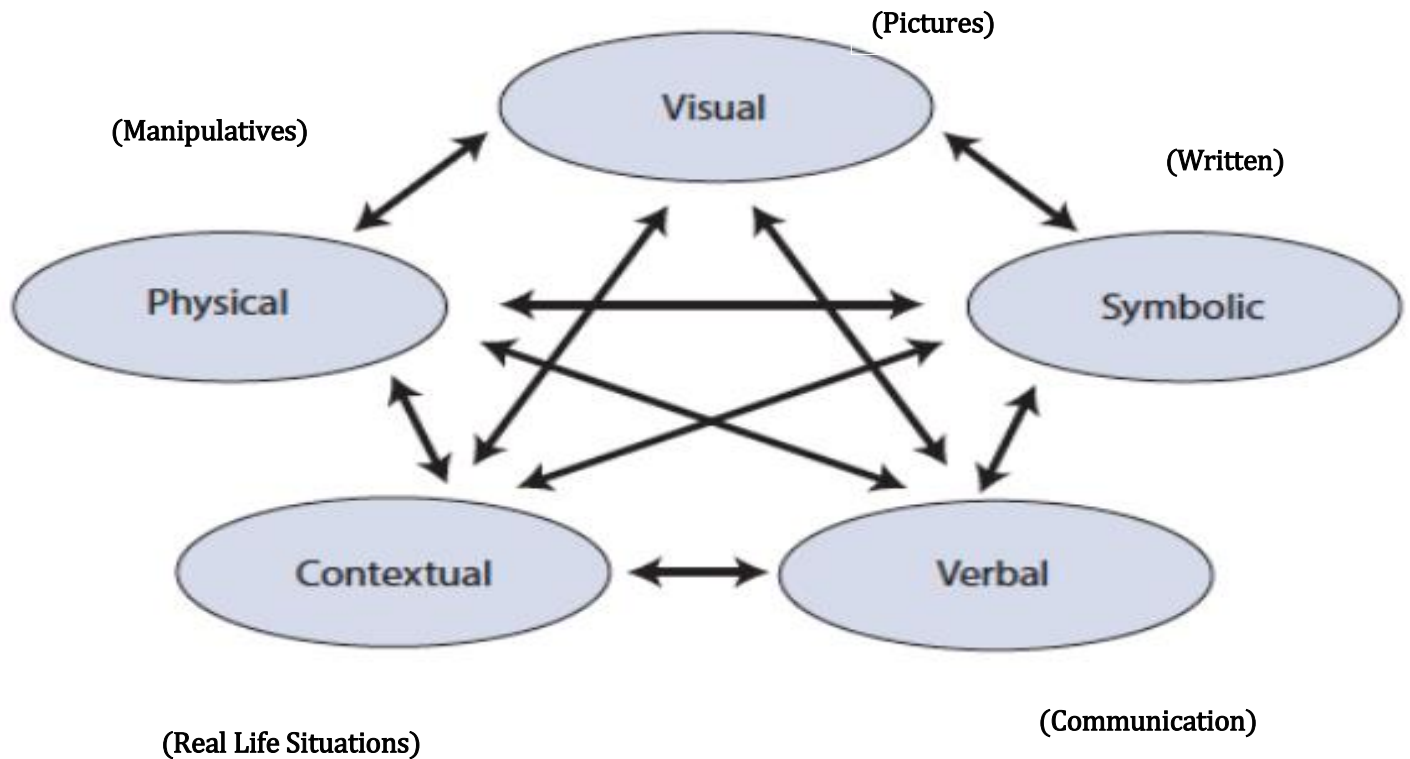 (Pictures)
Visual
(Manipulatives)
(Written)
Physical
Symbolic
Contextual
Verbal
(Communication)
(Real Life Situations)